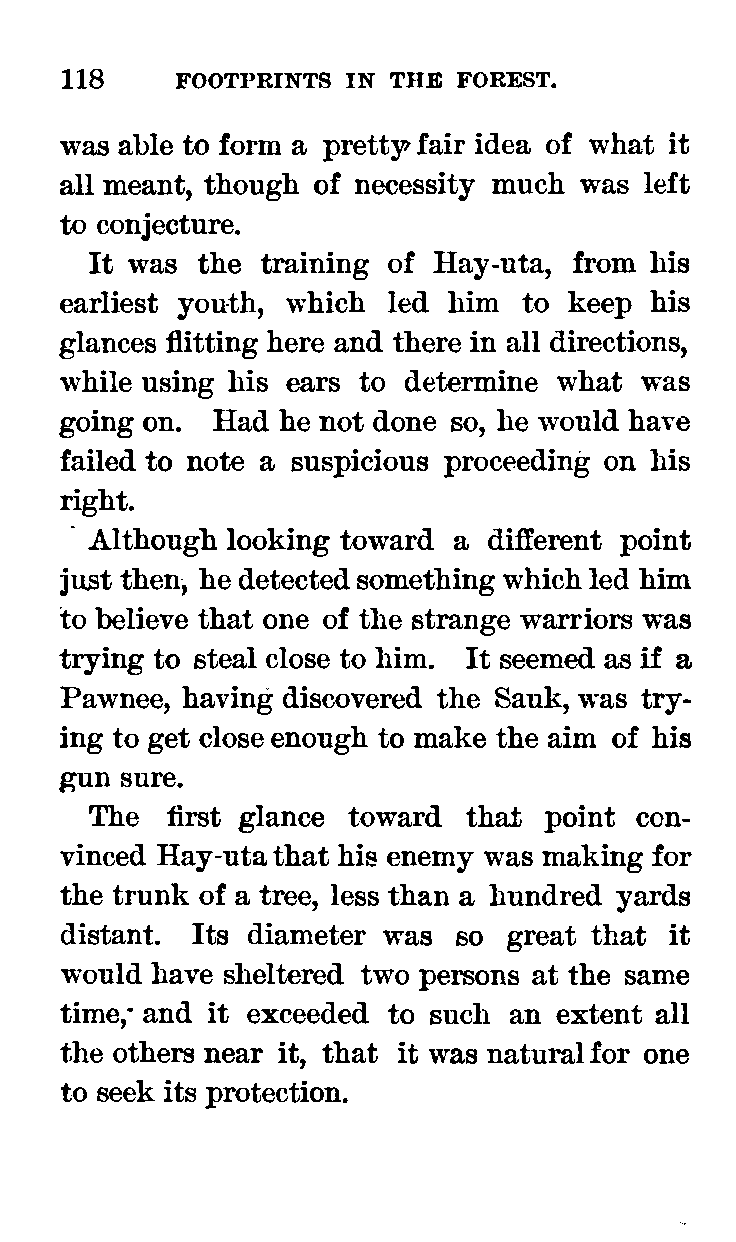 118 FOOTPRINTS IN THE FOREST.
was able to form a pretty fair idea of what it
all meant, though of necessity much was left
to conjecture.
It was the training of Hay-uta, from his
earliest youth, which led him to keep his
glances flitting here and there in all directions,
while using his ears to determine what was
going on. Had he not done so, he would have
failed to note a suspicious proceeding on his
right.
Although looking toward a different point
just then, he detected something which led him
to believe that one of the strange warriors was
trying to steal close to him. It seemed as if a
Pawnee, having discovered the Sauk, was try-
ing to get close enough to make the aim of his
gun sure.
The first glance toward that point con-
vinced Hay-uta that his enemy was making for
the trunk of a tree, less than a hundred yards
distant. Its diameter was so great that it
would have sheltered two persons at the same
time, and it exceeded to such an extent all
the others near it, that it was natural for one
to seek its protection.